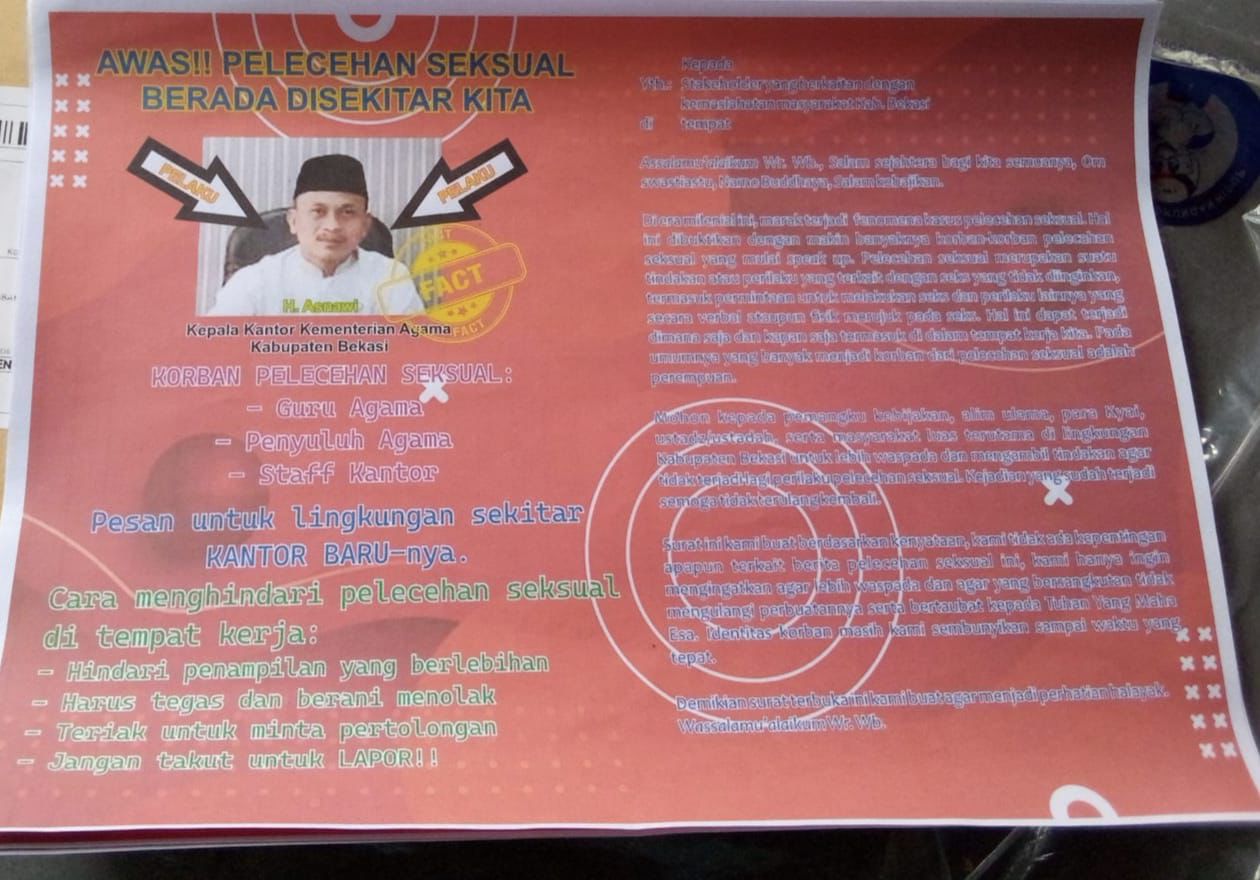 AWAS!! PELECEHAN SEKSUAL
BERADA DISEKITAR KITA
PELAKU
PELAKU
FACT
FACT
FACT
H. Asnawi
Kepala Kantor Kementerian Agama
Kabupaten Bekasi
KORBAN PELECEHAN SEKSUAL:
- Guru Agama
- Penyuluh Agama
- Staff Kantor
Pesan untuk lingkungan sekitar
KANTOR BARU-nya.
Cara menghindari pelecehan seksual
di tempat kerja:
- Hindari penampilan yang berlebihan
- Harus tegas dan berani menolak
- Teriak untuk minta pertolongan
- Jangan takut untuk LAPOR!!
Kepada
Yth.: Stakeholder yang berkaitan dengan
kemaslahatan masyarakat Kab. Bekasi
di tempat
Assalamu'alaikum Wr. Wb., Salam sejahtera bagi kita semuanya, Om
swastiastu, Namo Buddhaya, Salam kebajikan.
Di era milenial ini, marak terjadi fenomena kasus pelecehan seksual. Hal
ini dibuktikan dengan makin banyaknya korban-korban pelecehan
seksual yang mulai speak up. Pelecehan seksual merupakan suatu
tindakan atau perilaku yang terkait dengan seks yang tidak diinginkan,
termasuk permintaan untuk melakukan seks dan perilaku lainnya yang
secara verbal ataupun fisik merujuk pada seks. Hal ini dapat terjadi
dimana saja dan kapan saja termasuk di dalam tempat kerja kita. Pada
umumnya yang banyak menjadi korban dari pelecehan seksual adalah
perempuan.
Mohon kepada pemangku kebijakan, alim ulama, para Kyai,
ustadz/ustadah, serta masyarakat luas terutama di lingkungan
Kabupaten Bekasi untuk lebih waspada dan mengambil tindakan agar
tidak terjadi lagi perilaku pelecehan seksual. Kejadian yang sudah terjadi
semoga tidak terulang kembali.
Surat ini kami buat berdasarkan kenyataan, kami tidak ada kepentingan
apapun terkait berita pelecehan seksual ini, kami hanya ingin
mengingatkan agar lebih waspada dan agar yang bersangkutan tidak
mengulangi perbuatannya serta bertaubat kepada Tuhan Yang Maha
Esa. Identitas korban masih kami sembunyikan sampai waktu yang
tepat.
Demikian surat terbuka ini kami buat agar menjadi perhatian halayak.
Wassalamu'alaikum Wr. Wb.